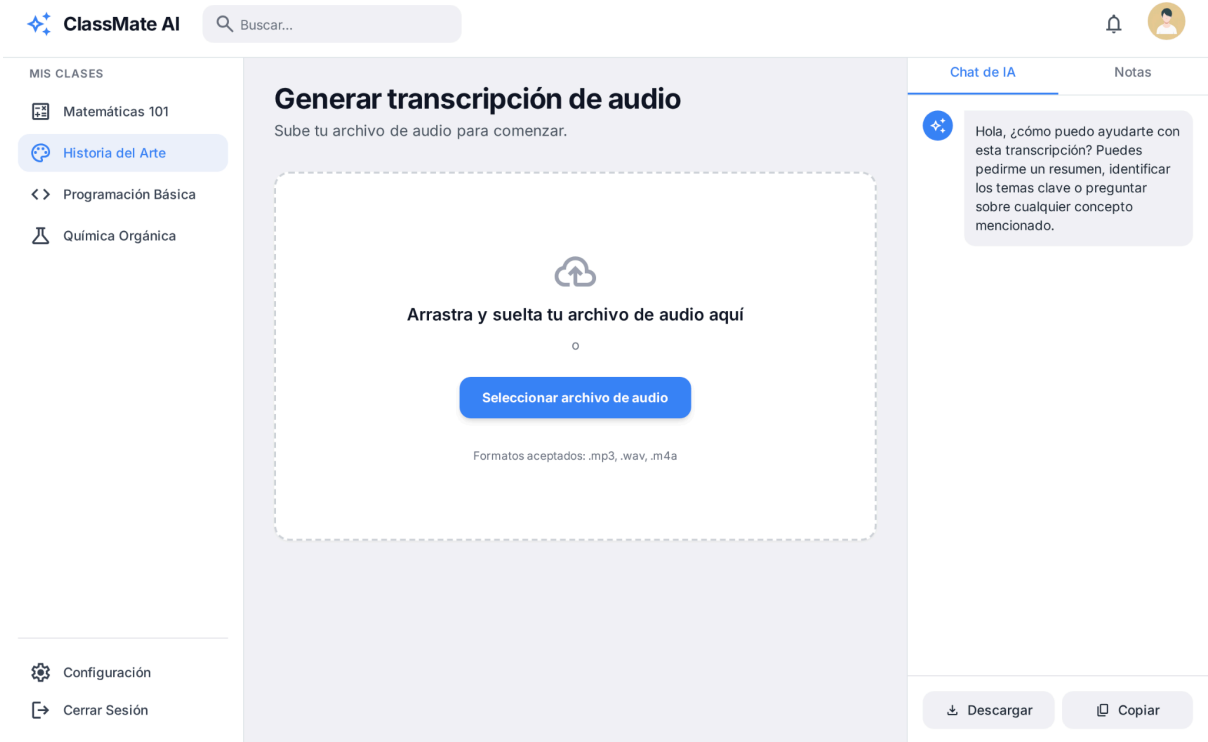 ClassMate AI
Buscar...
MIS CLASES
Matemáticas 101
Historia del Arte
Programación Básica
Química Orgánica
Configuración
Cerrar Sesión
Generar transcripción de audio
Sube tu archivo de audio para comenzar.
Arrastra y suelta tu archivo de audio aquí
o
Seleccionar archivo de audio
Formatos aceptados: .mp3, .wav, .m4a
Chat de IA
Notas
Hola, ¿cómo puedo ayudarte con
esta transcripción? Puedes
pedirme un resumen, identificar
los temas clave o preguntar
sobre cualquier concepto
mencionado.
Descargar
Copiar